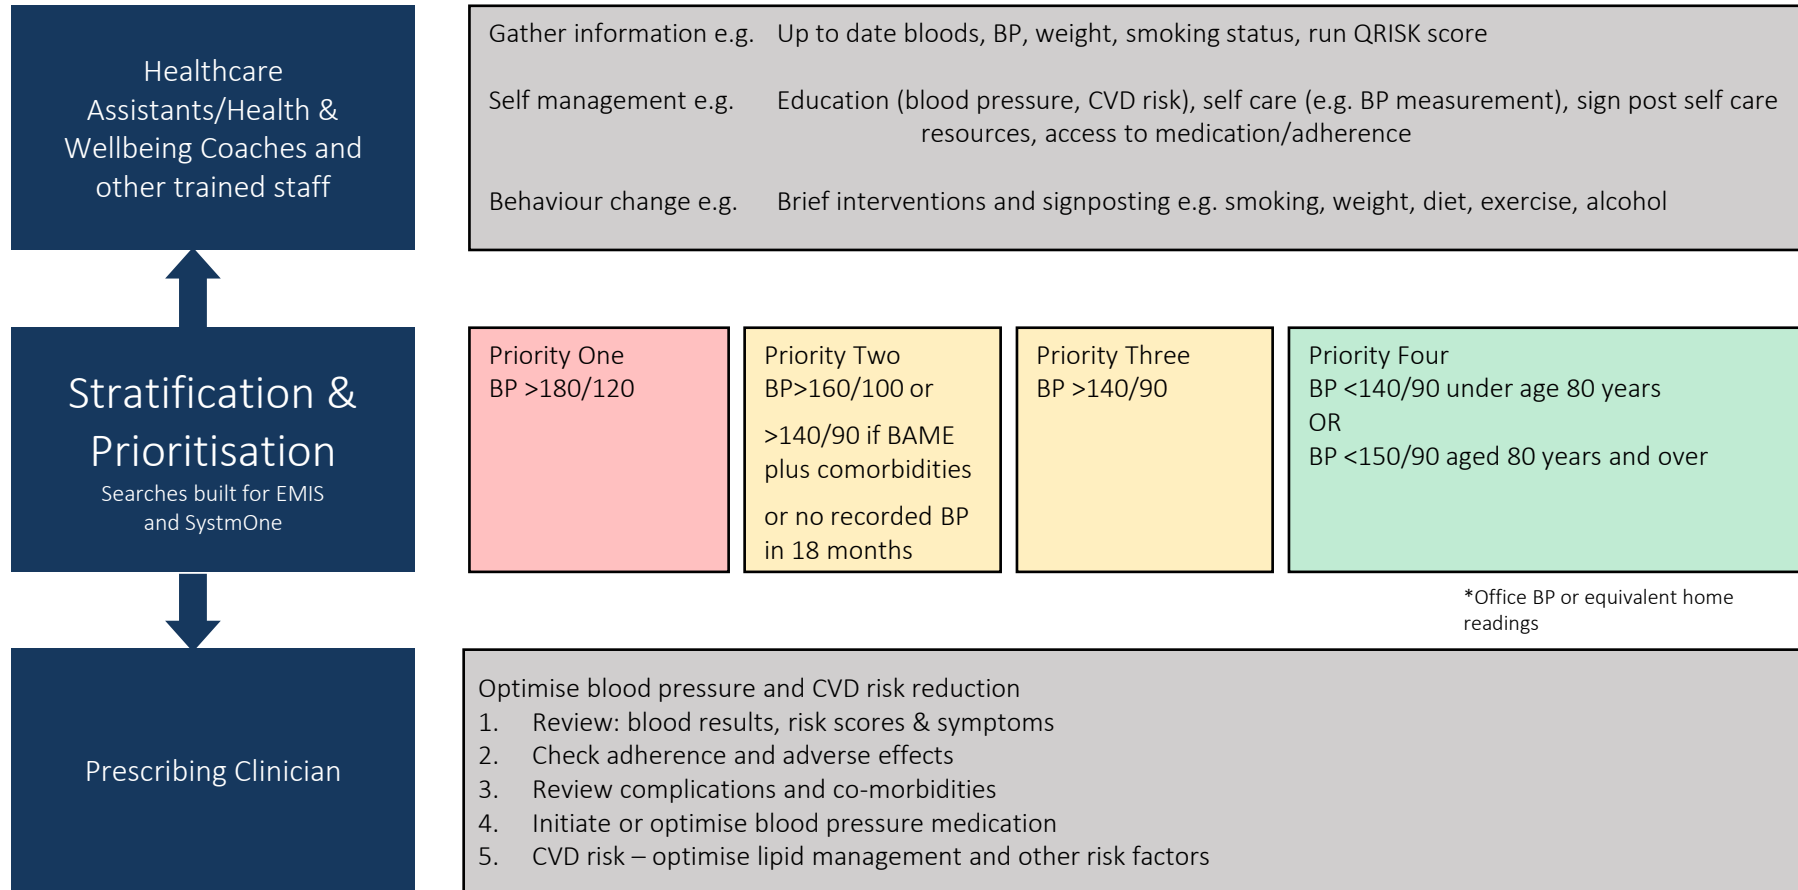 Healthcare
Assistants/Health &
Wellbeing Coaches and
other trained staff
Gather information e.g. Up to date bloods, BP, weight, smoking status, run QRISK score
Self management e.g. Education (blood pressure, CVD risk), self care (e.g. BP measurement), sign post self care
resources, access to medication/adherence
Behaviour change e.g. Brief interventions and signposting e.g. smoking, weight, diet, exercise, alcohol
Stratification &
Prioritisation
Searches built for EMIS
and SystmOne
Priority One
BP >180/120
Priority Two
BP>160/100 or
>140/90 if BAME
plus comorbidities
or no recorded BP
in 18 months
Priority Three
BP >140/90
Priority Four
BP <140/90 under age 80 years
OR
BP <150/90 aged 80 years and over
*Office BP or equivalent home
readings
Prescribing Clinician
Optimise blood pressure and CVD risk reduction
1. Review: blood results, risk scores & symptoms
2. Check adherence and adverse effects
3. Review complications and co-morbidities
4. Initiate or optimise blood pressure medication
5. CVD risk – optimise lipid management and other risk factors